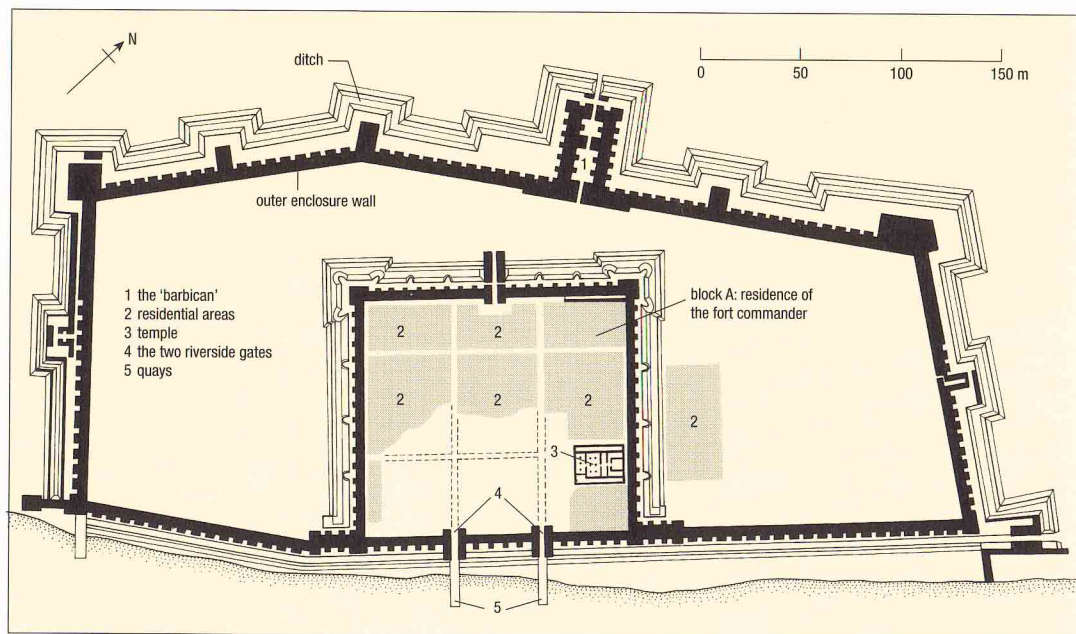 N
ditch
0 50 100 150 m
1
outer enclosure wall
1 the 'barbican'
2 residential areas
3 temple
4 the two riverside gates
5 quays
block A: residence of
the fort commander
2 2
2 2 2
2
3
4
5